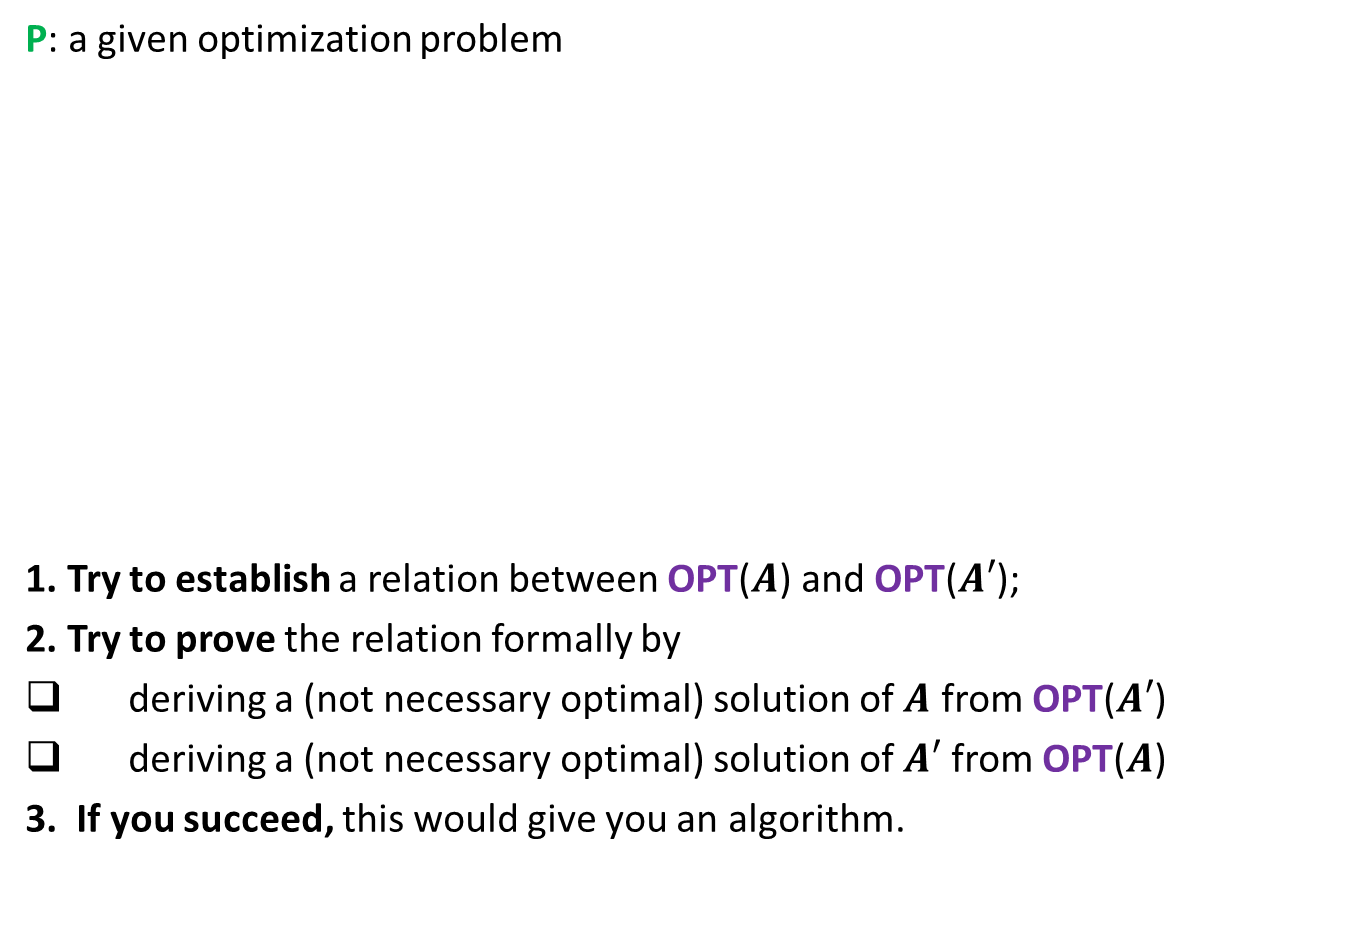 P: a given optimization problem
1. Try to establish a relation between OPT(A) and OPT(A′);
2. Try to prove the relation formally by
❑ deriving a (not necessary optimal) solution of A from OPT(A′)
❑ deriving a (not necessary optimal) solution of A′ from OPT(A)
3. If you succeed, this would give you an algorithm.